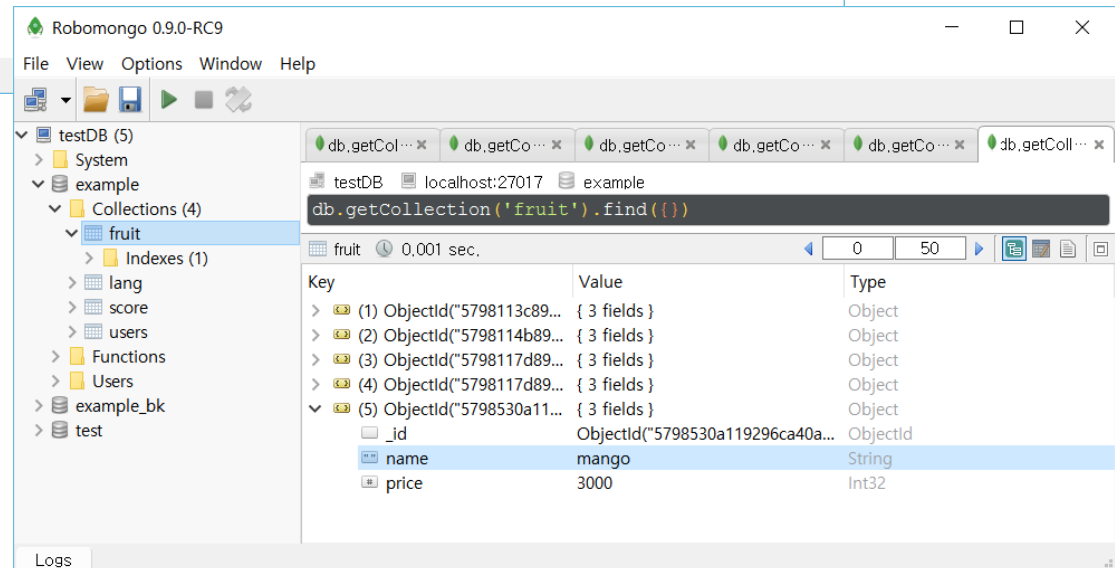 Robomongo 0.9.0-RC9
File View Options Window Help
testDB (5)
System
example
Collections (4)
fruit
Indexes (1)
lang
score
users
Functions
Users
example_bk
test
db.getCol··· db.getCo··· db.getCo··· db.getCo··· db.getCo··· db.getColl···
testDB localhost:27017 example
db.getCollection('fruit').find({})
fruit 0.001 sec. 0 50
Key Value Type
(1) ObjectId("5798113c89... { 3 fields } Object
(2) ObjectId("5798114b89... { 3 fields } Object
(3) ObjectId("5798117d89... { 3 fields } Object
(4) ObjectId("5798117d89... { 3 fields } Object
(5) ObjectId("5798530a11... { 3 fields } Object
_id ObjectId("5798530a119296ca40a... ObjectId
name mango String
price 3000 Int32
Logs